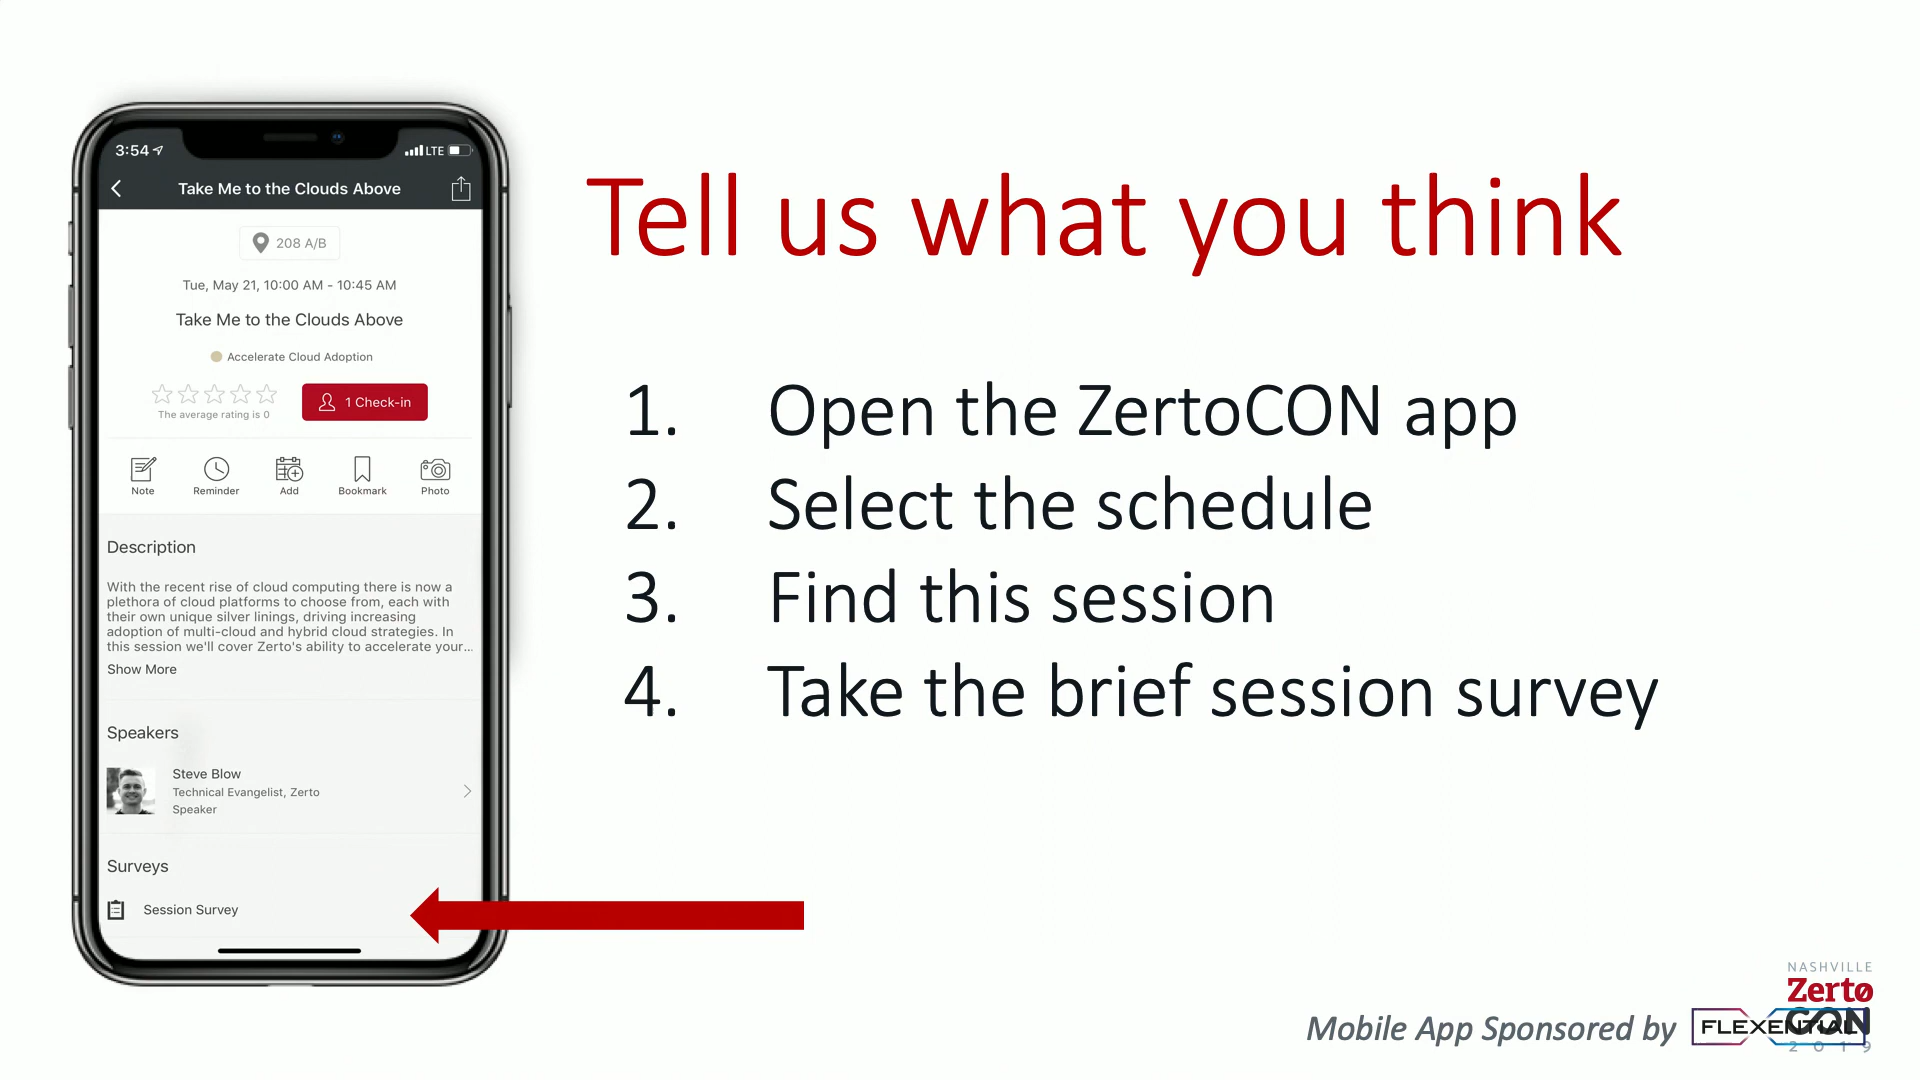 3:54
LTE
Take Me to the Clouds Above
208 A/B
Tue, May 21, 10:00 AM - 10:45 AM
Take Me to the Clouds Above
Accelerate Cloud Adoption
The average rating is 0
1 Check-in
Note
Reminder
Add
Bookmark
Photo
Description
With the recent rise of cloud computing there is now a
plethora of cloud platforms to choose from, each with
their own unique silver linings, driving increasing
adoption of multi-cloud and hybrid cloud strategies. In
this session we'll cover Zerto's ability to accelerate your...
Show More
Speakers
Steve Blow
Technical Evangelist, Zerto
Speaker
Surveys
Session Survey
Tell us what you think
1. Open the ZertoCON app
2. Select the schedule
3. Find this session
4. Take the brief session survey
Mobile App Sponsored by
FLEXENTIAL
NASHVILLE
Zerto
CON
2019